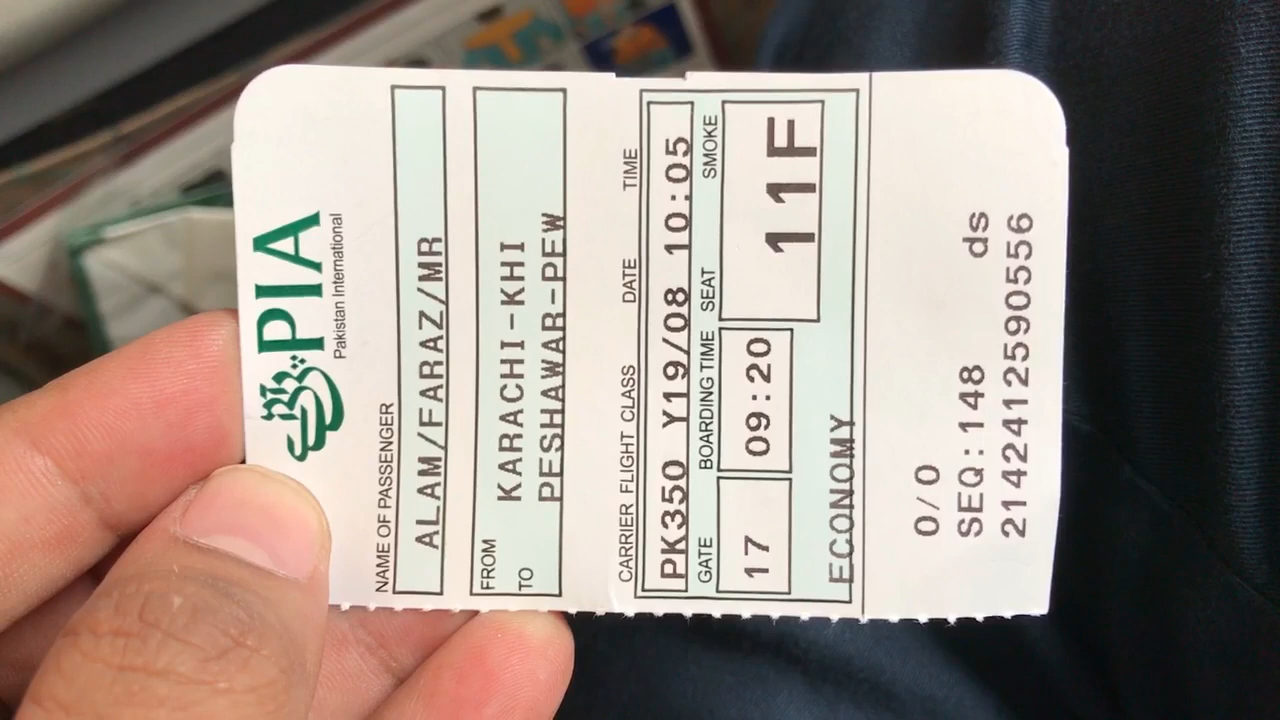 PIA
Pakistan International
NAME OF PASSENGER
ALAM/FARAZ/MR
FROM KARACHI-KHI
TO PESHAWAR-PEW
CARRIER FLIGHT CLASS DATE TIME
PK350 Y19/08 10:05
GATE BOARDING TIME SEAT SMOKE
17 09:20 11F
ECONOMY
0/0
SEQ:148 ds
2142412590556